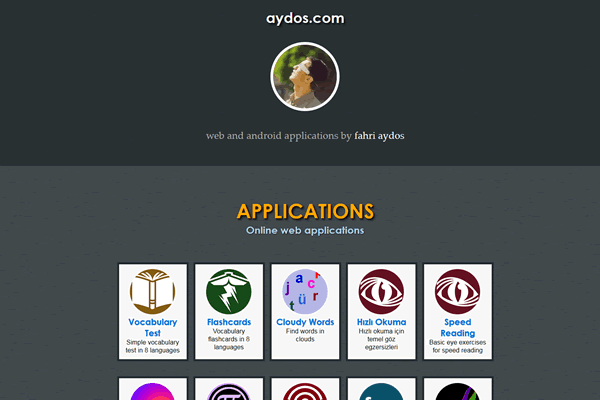 aydos.com
web and android applications by fahri aydos
APPLICATIONS
Online web applications
j a c k t ü r
Vocabulary Test
Simple vocabulary test in 8 languages
Flashcards
Vocabulary flashcards in 8 languages
Cloudy Words
Find words in clouds
Hızlı Okuma
Hızlı okuma için temel göz egzersizleri
Speed Reading
Basic eye exercises for speed reading